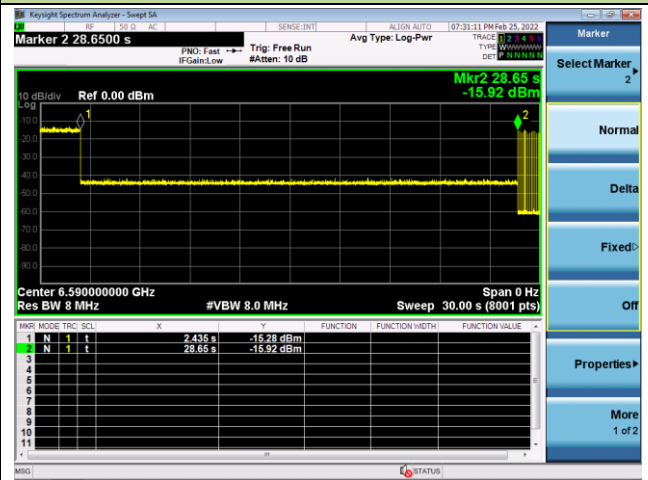 Keysight Spectrum Analyzer - Swept SA
RF 50 Ω AC SENSE:INT ALIGN AUTO 07:31:11 PM Feb 25, 2022
Marker 2 28.6500 s
PNO: Fast
IFGain:Low
Trig: Free Run
#Atten: 10 dB
Avg Type: Log-Pwr
TRACE 1 2 3 4 5 6
TYPE WWWWWW
DET P N N N N N
Mkr2 28.65 s
-15.92 dBm
10 dB/div Ref 0.00 dBm
Log
1
2
-10.0
-20.0
-30.0
-40.0
-50.0
-60.0
-70.0
-80.0
-90.0
Center 6.590000000 GHz Span 0 Hz
Res BW 8 MHz #VBW 8.0 MHz Sweep 30.00 s (8001 pts)
MKR MODE TRC SCL X Y FUNCTION FUNCTION WIDTH FUNCTION VALUE
1 N 1 t 2.435 s -15.28 dBm
2 N 1 t 28.65 s -15.92 dBm
3
4
5
6
7
8
9
10
11
MSG STATUS
Marker
Select Marker
2
Normal
Delta
Fixed
Off
Properties
More
1 of 2